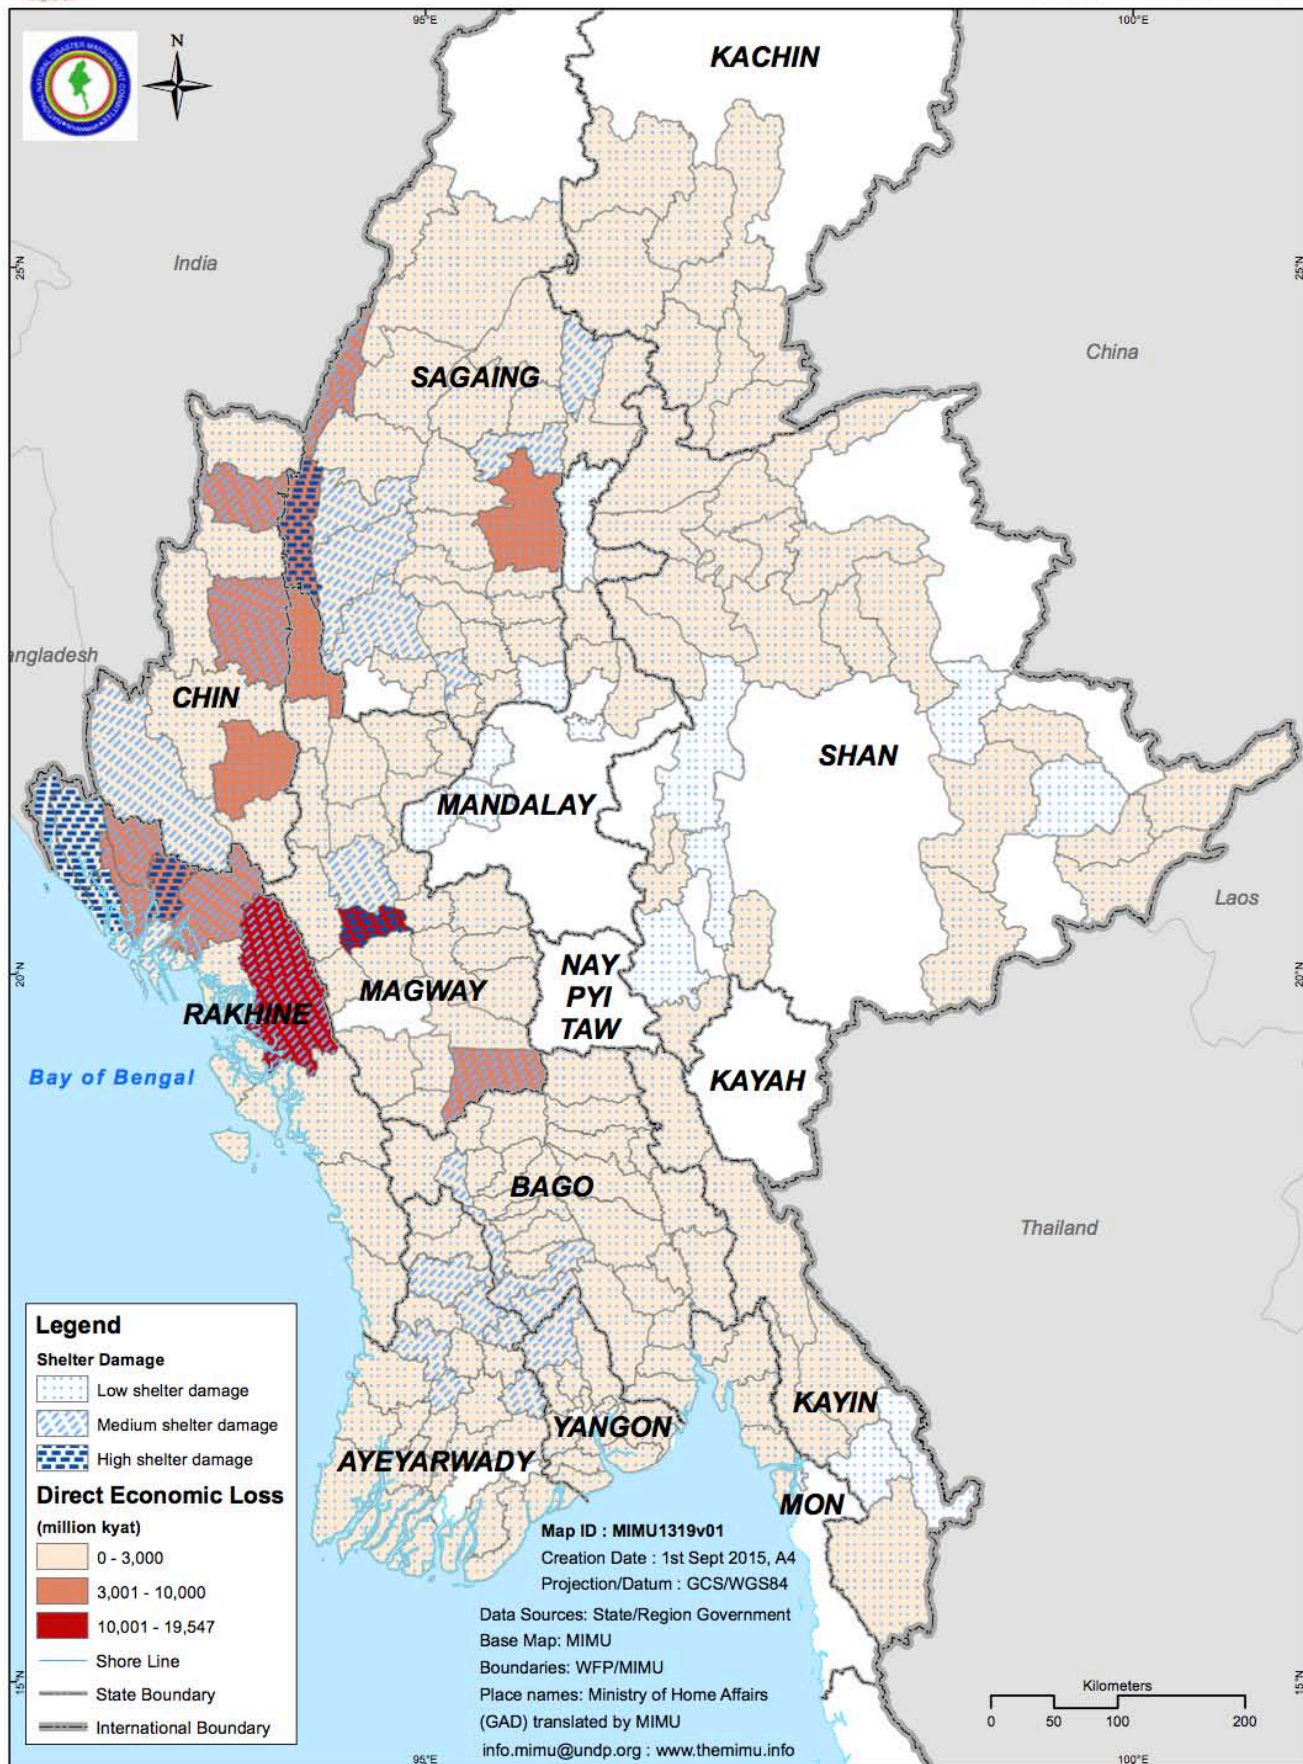 95°E
100°E
NATIONAL NATURAL DISASTER MANAGEMENT COMMITTEE
N
KACHIN
India
25°N
25°N
China
SAGAING
angladesh
CHIN
SHAN
MANDALAY
Laos
20°N
20°N
NAY
PYI
TAW
MAGWAY
RAKHINE
Bay of Bengal
KAYAH
BAGO
Thailand
Legend
Shelter Damage
Low shelter damage
Medium shelter damage
High shelter damage
Direct Economic Loss
(million kyat)
0 - 3,000
3,001 - 10,000
10,001 - 19,547
Shore Line
State Boundary
International Boundary
KAYIN
YANGON
AYEYARWADY
MON
Map ID : MIMU1319v01
Creation Date : 1st Sept 2015, A4
Projection/Datum : GCS/WGS84
Data Sources: State/Region Government
Base Map: MIMU
Boundaries: WFP/MIMU
Place names: Ministry of Home Affairs
(GAD) translated by MIMU
info.mimu@undp.org : www.themimu.info
15°N
15°N
Kilometers
0 50 100 200
95°E
100°E